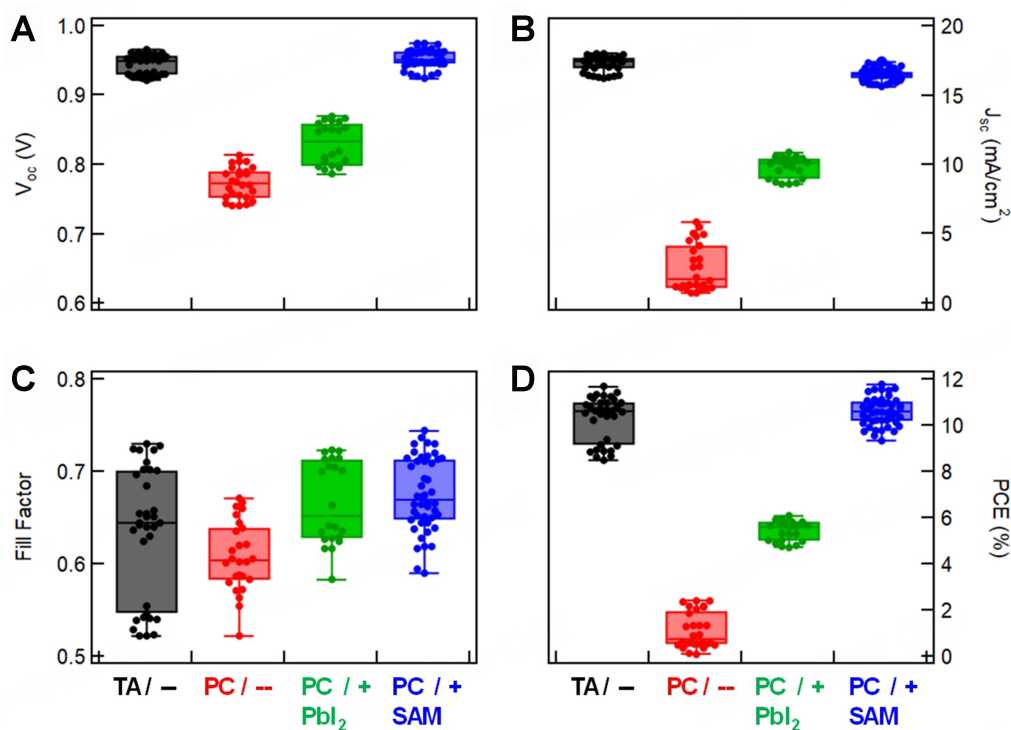 A
1.0
0.9
0.8
0.7
0.6
Voc (V)
B
20
15
10
5
0
Jsc (mA/cm2)
C
0.8
0.7
0.6
0.5
Fill Factor
D
12
10
8
6
4
2
0
PCE (%)
TA / –
PC / --
PC / +
PbI2
PC / +
SAM
TA / –
PC / --
PC / +
PbI2
PC / +
SAM